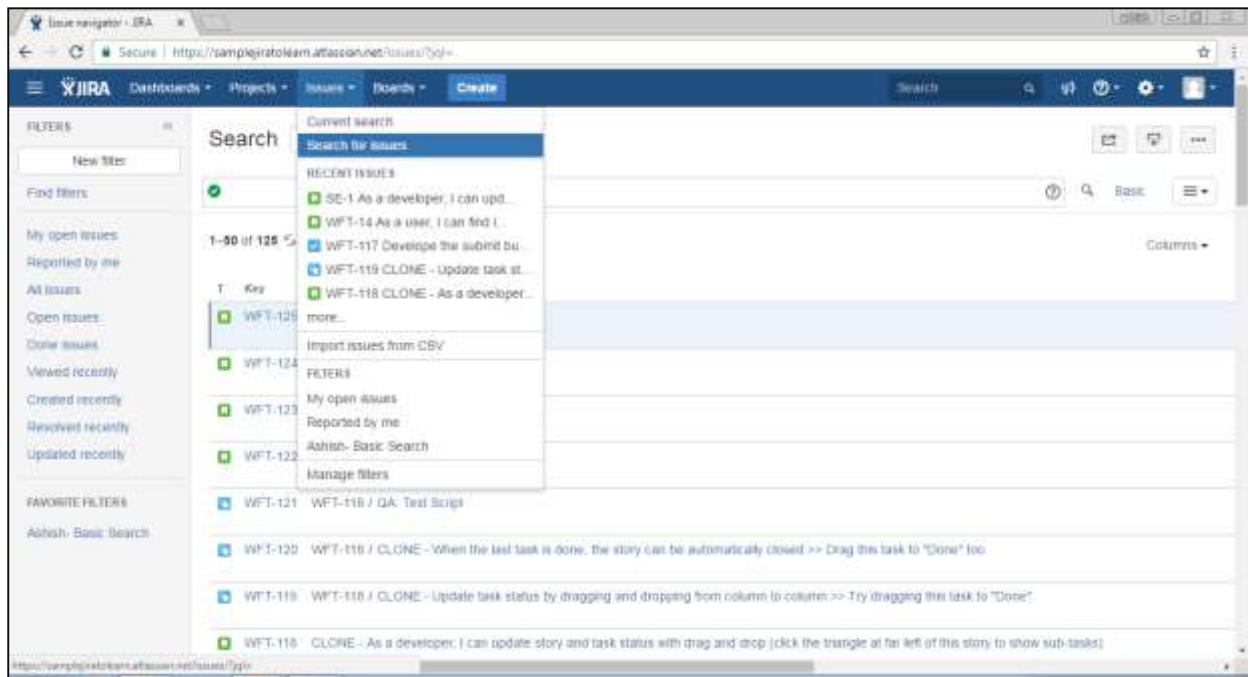 Issue navigator - JIRA
Secure | https://samplejiratolearn.atlassian.net/issues/?jql=
JIRA Dashboards Projects Issues Boards Create Search
FILTERS
New filter
Find filters
My open issues
Reported by me
All issues
Open issues
Done issues
Viewed recently
Created recently
Resolved recently
Updated recently
FAVORITE FILTERS
Ashish- Basic Search
Current search
Search for issues
RECENT ISSUES
SE-1 As a developer, I can upd...
WFT-14 As a user, I can find i...
WFT-117 Develope the submit bu...
WFT-119 CLONE - Update task st...
WFT-118 CLONE - As a developer...
more...
Import issues from CSV
FILTERS
My open issues
Reported by me
Ashish- Basic Search
Manage filters
Search
Basic
1–50 of 125
Columns
T Key
WFT-125
WFT-124
WFT-123
WFT-122
WFT-121 WFT-118 / QA: Test Script
WFT-120 WFT-118 / CLONE - When the last task is done, the story can be automatically closed >> Drag this task to "Done" too
WFT-119 WFT-118 / CLONE - Update task status by dragging and dropping from column to column >> Try dragging this task to "Done"
WFT-118 CLONE - As a developer, I can update story and task status with drag and drop (click the triangle at far left of this story to show sub-tasks)
https://samplejiratolearn.atlassian.net/issues/?jql=